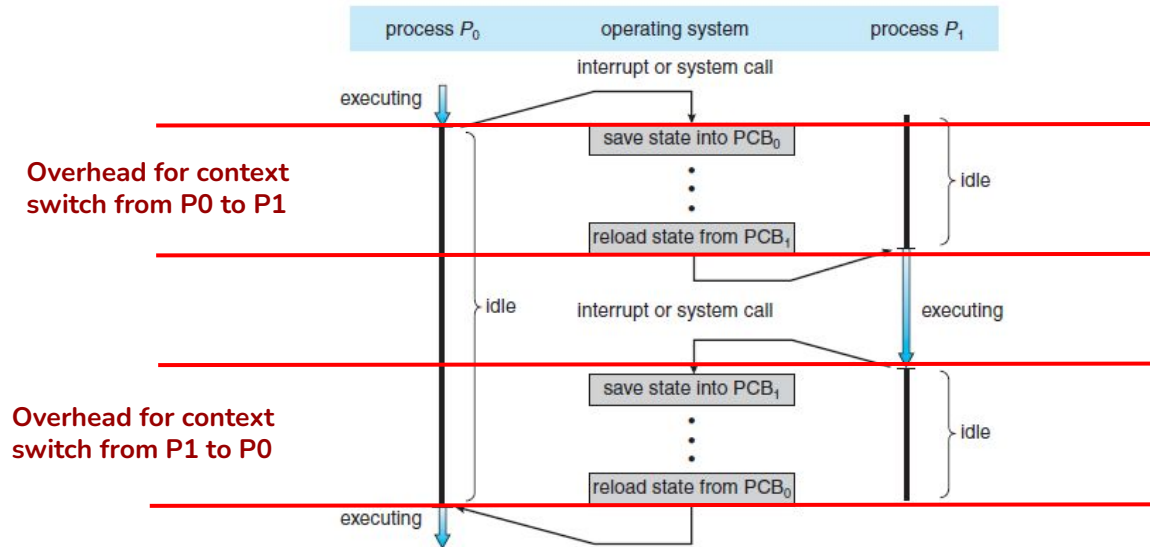 process P₀ operating system process P₁
interrupt or system call
executing
save state into PCB₀
Overhead for context
switch from P0 to P1
idle
reload state from PCB₁
idle
interrupt or system call
executing
save state into PCB₁
Overhead for context
switch from P1 to P0
idle
reload state from PCB₀
executing